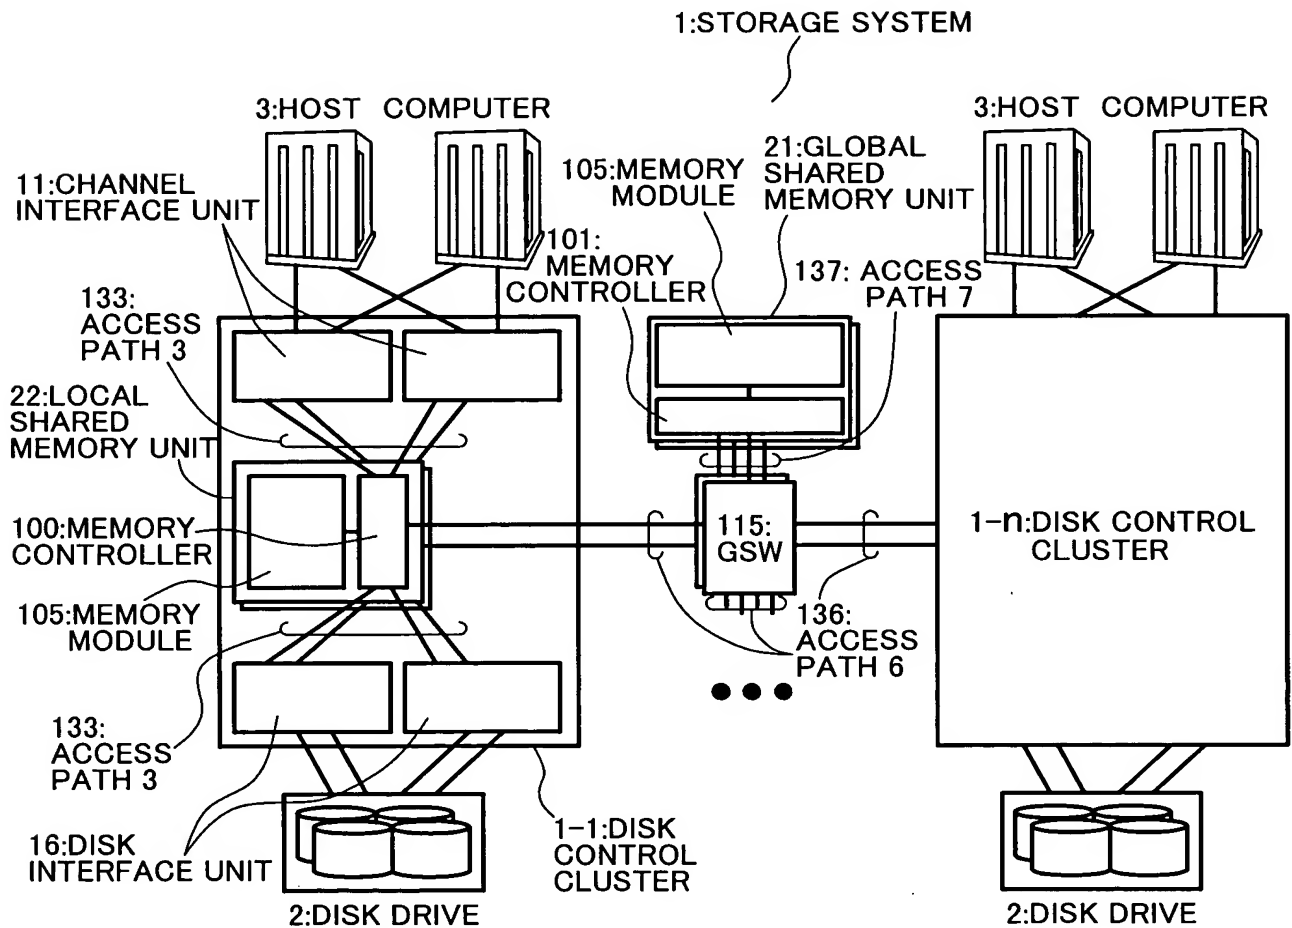 1:STORAGE SYSTEM
3:HOST COMPUTER
3:HOST COMPUTER
11:CHANNEL
INTERFACE UNIT
105:MEMORY
MODULE
21:GLOBAL
SHARED
MEMORY UNIT
101:
MEMORY
CONTROLLER
137: ACCESS
PATH 7
133:
ACCESS
PATH 3
22:LOCAL
SHARED
MEMORY UNIT
100:MEMORY
CONTROLLER
115:
GSW
1-n:DISK CONTROL
CLUSTER
105:MEMORY
MODULE
136:
ACCESS
PATH 6
133:
ACCESS
PATH 3
16:DISK
INTERFACE UNIT
1-1:DISK
CONTROL
CLUSTER
2:DISK DRIVE
2:DISK DRIVE